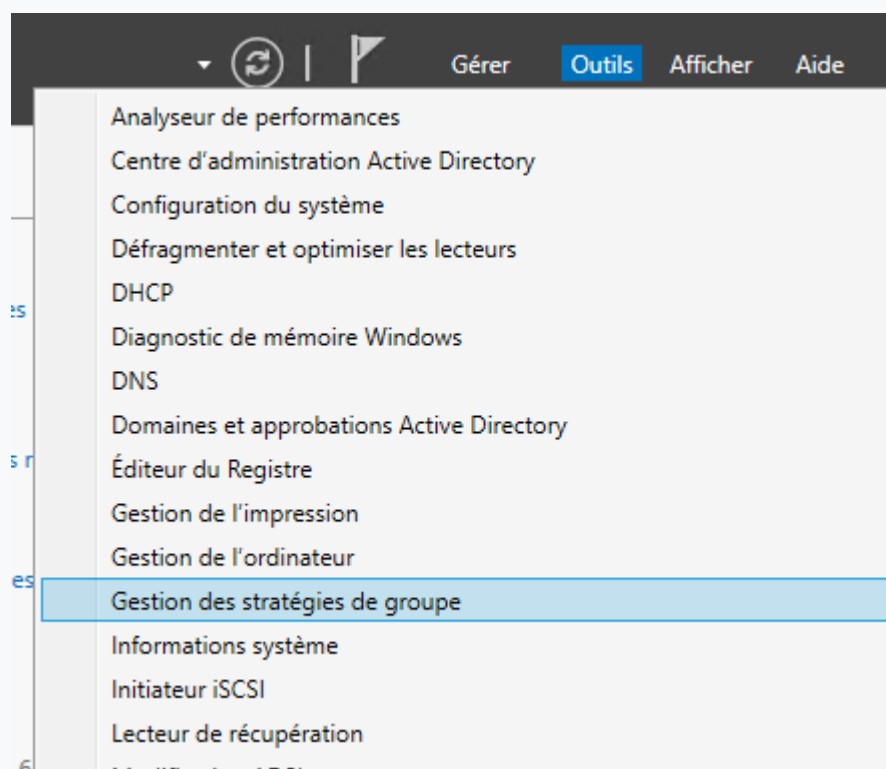 Gérer Outils Afficher Aide
Analyseur de performances
Centre d'administration Active Directory
Configuration du système
Défragmenter et optimiser les lecteurs
DHCP
es
Diagnostic de mémoire Windows
DNS
Domaines et approbations Active Directory
s r
Éditeur du Registre
Gestion de l'impression
Gestion de l'ordinateur
es
Gestion des stratégies de groupe
Informations système
Initiateur iSCSI
Lecteur de récupération